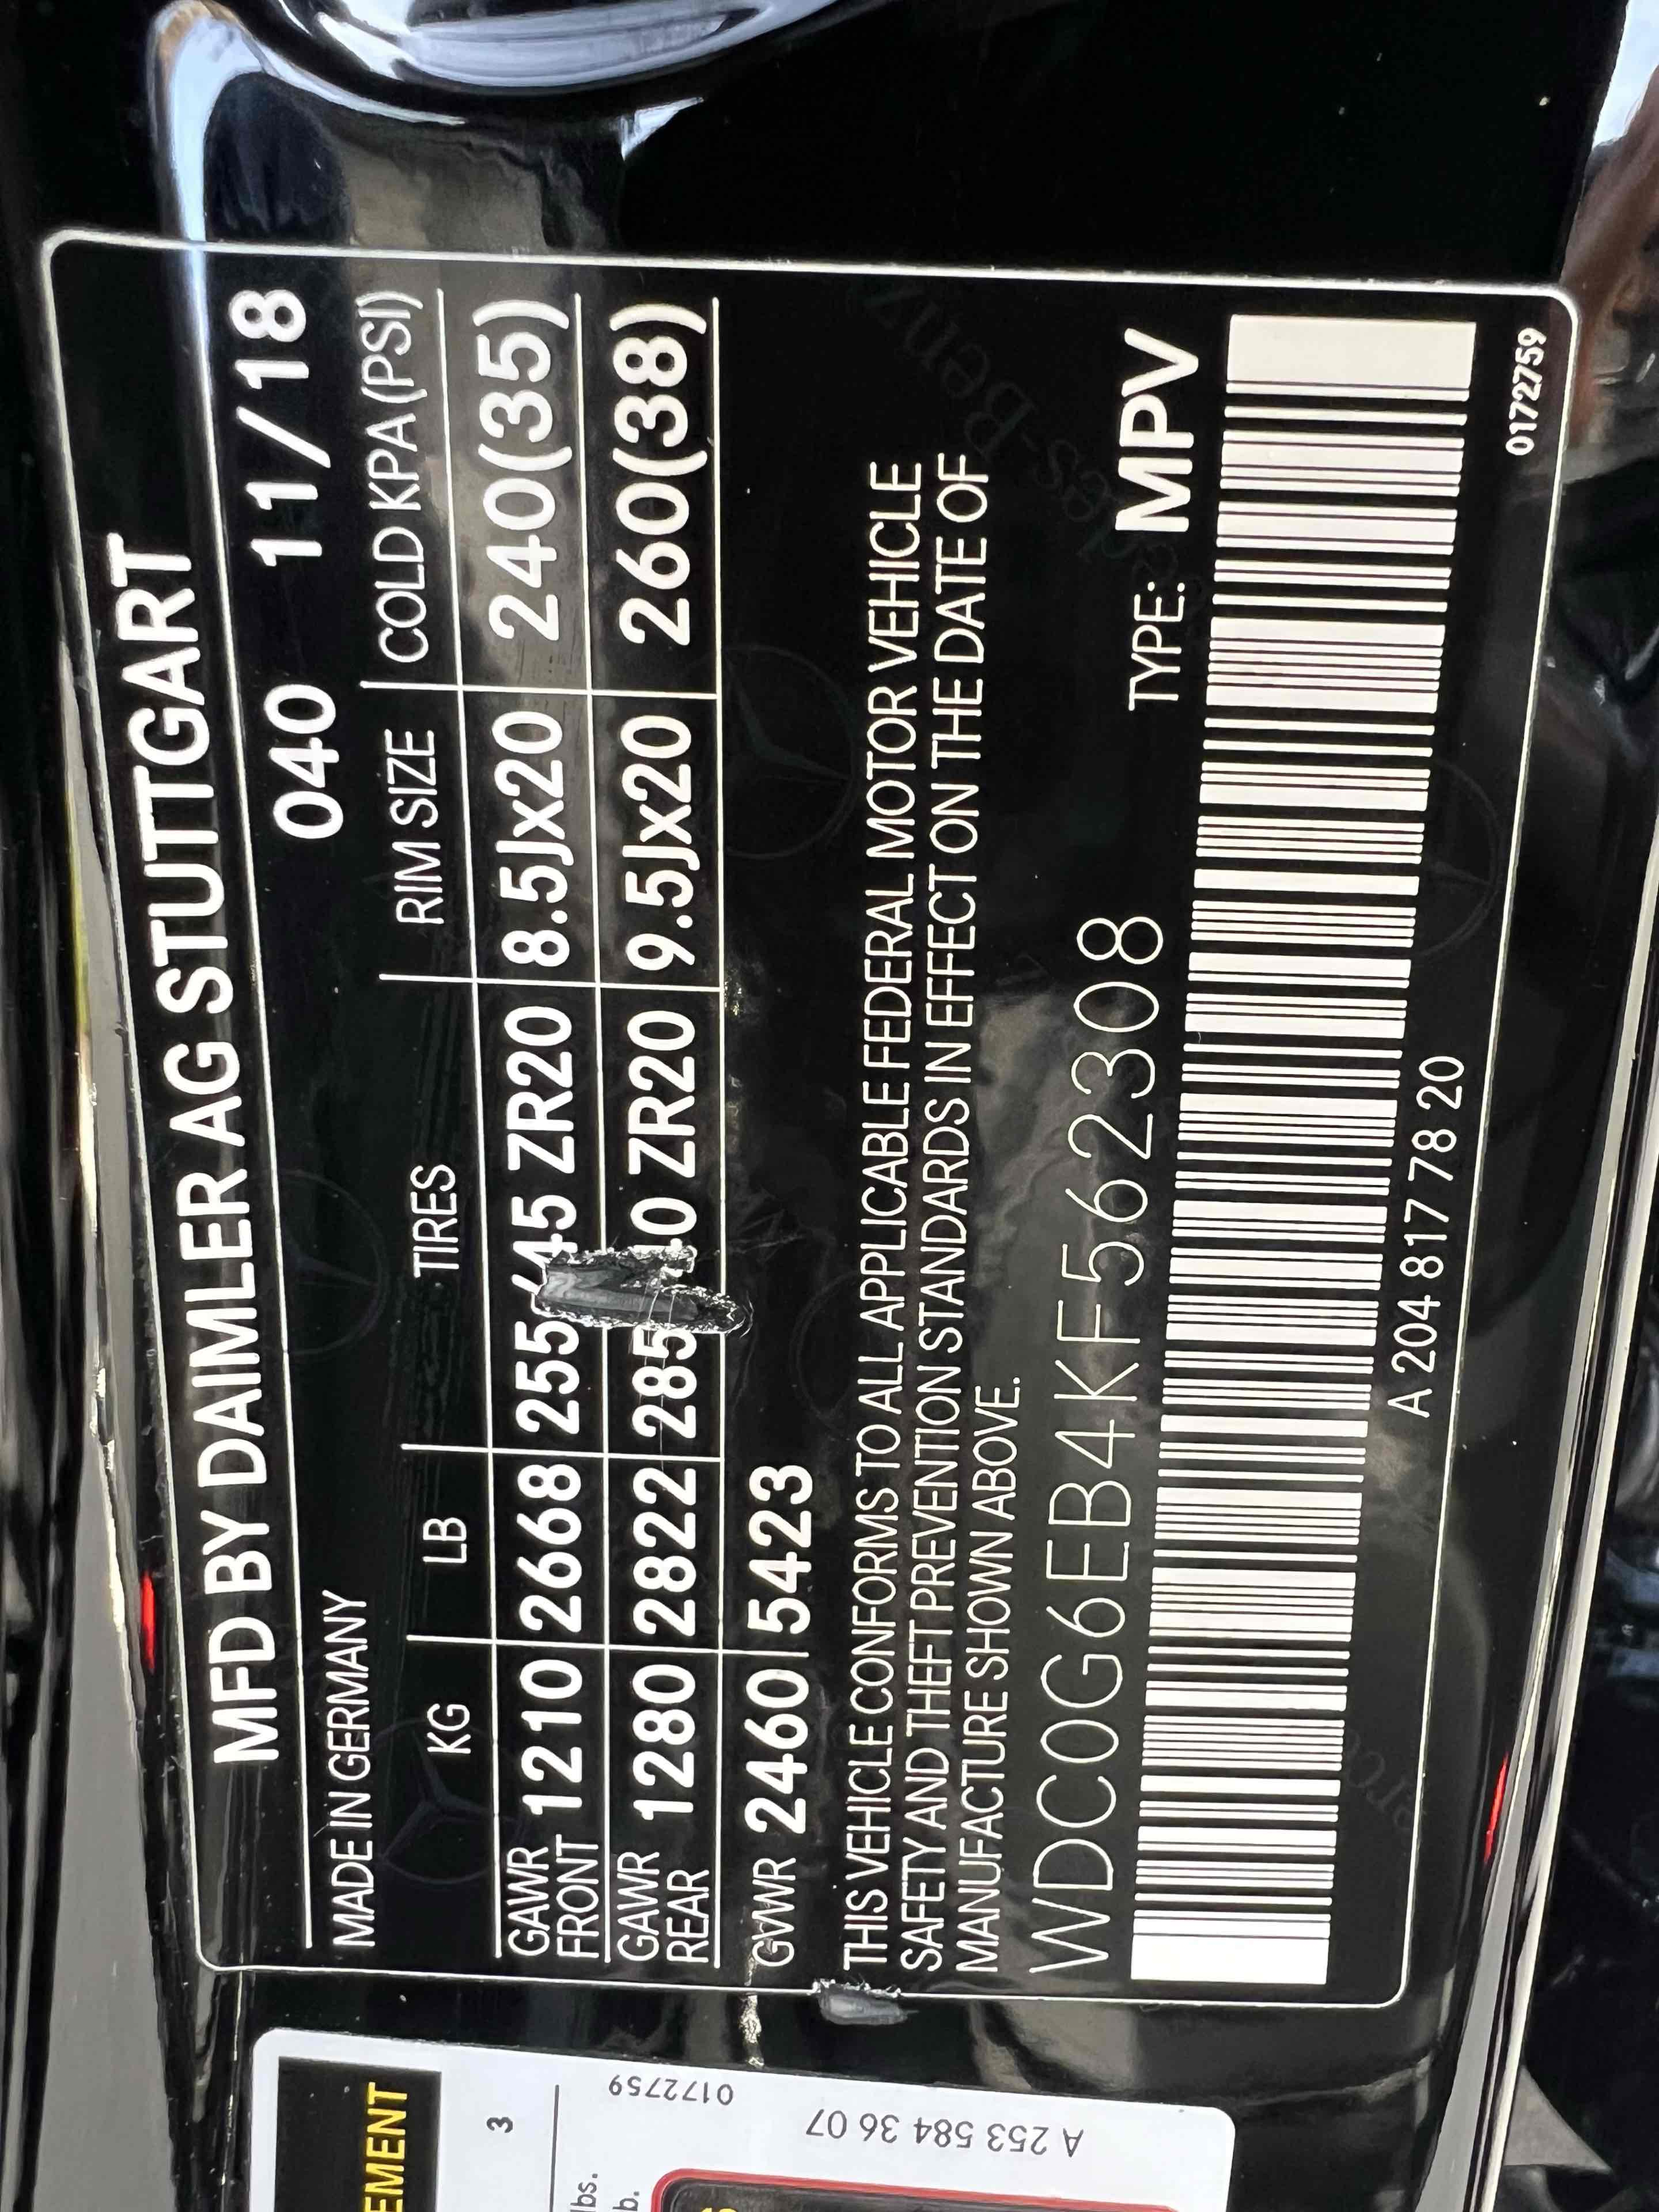 MFD BY DAIMLER AG STUTTGART
MADE IN GERMANY 040 11/18
KG LB TIRES RIM SIZE COLD KPA (PSI)
GAWR FRONT 1210 2668 255/45 ZR20 8.5Jx20 240(35)
GAWR REAR 1280 2822 285 ZR20 9.5Jx20 260(38)
GVWR 2460 5423
THIS VEHICLE CONFORMS TO ALL APPLICABLE FEDERAL MOTOR VEHICLE
SAFETY AND THEFT PREVENTION STANDARDS IN EFFECT ON THE DATE OF
MANUFACTURE SHOWN ABOVE.
WDC0G6EB4KF562308 TYPE: MPV
A 204 817 78 20
0172759
EMENT
3
lbs.
b.
0172759
A 253 584 36 07